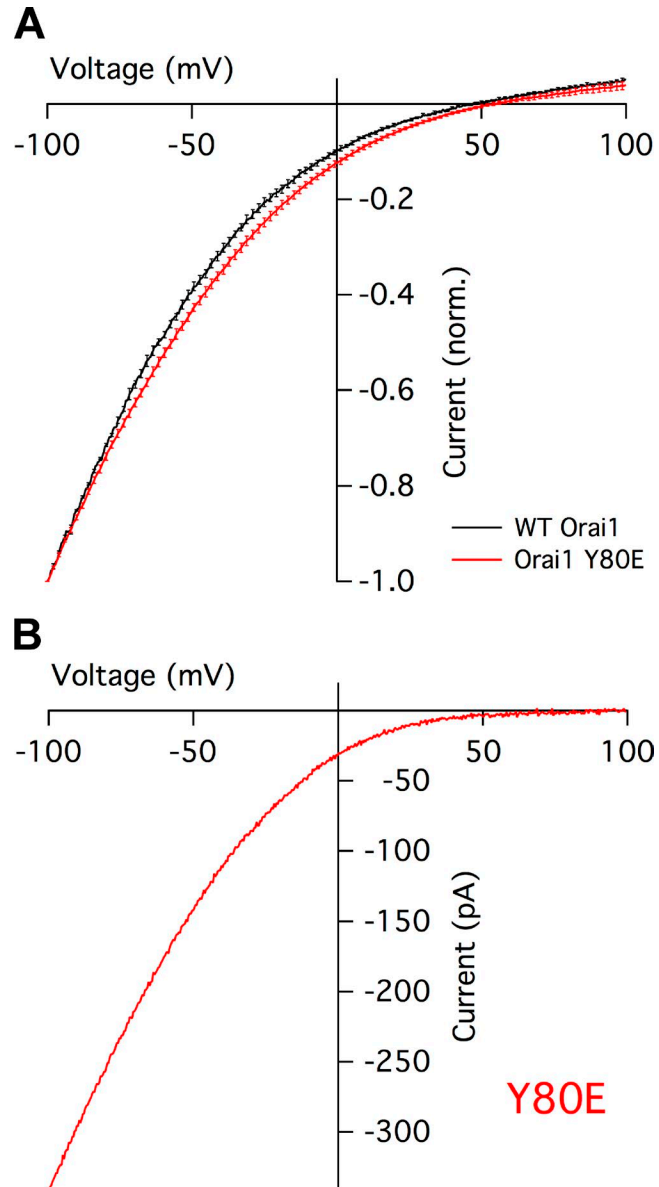 A
Voltage (mV)
-100 -50 50 100
-0.2
-0.4
-0.6
-0.8
-1.0
Current (norm.)
WT Orai1
Orai1 Y80E
B
Voltage (mV)
-100 -50 50 100
-50
-100
-150
-200
-250
-300
Current (pA)
Y80E